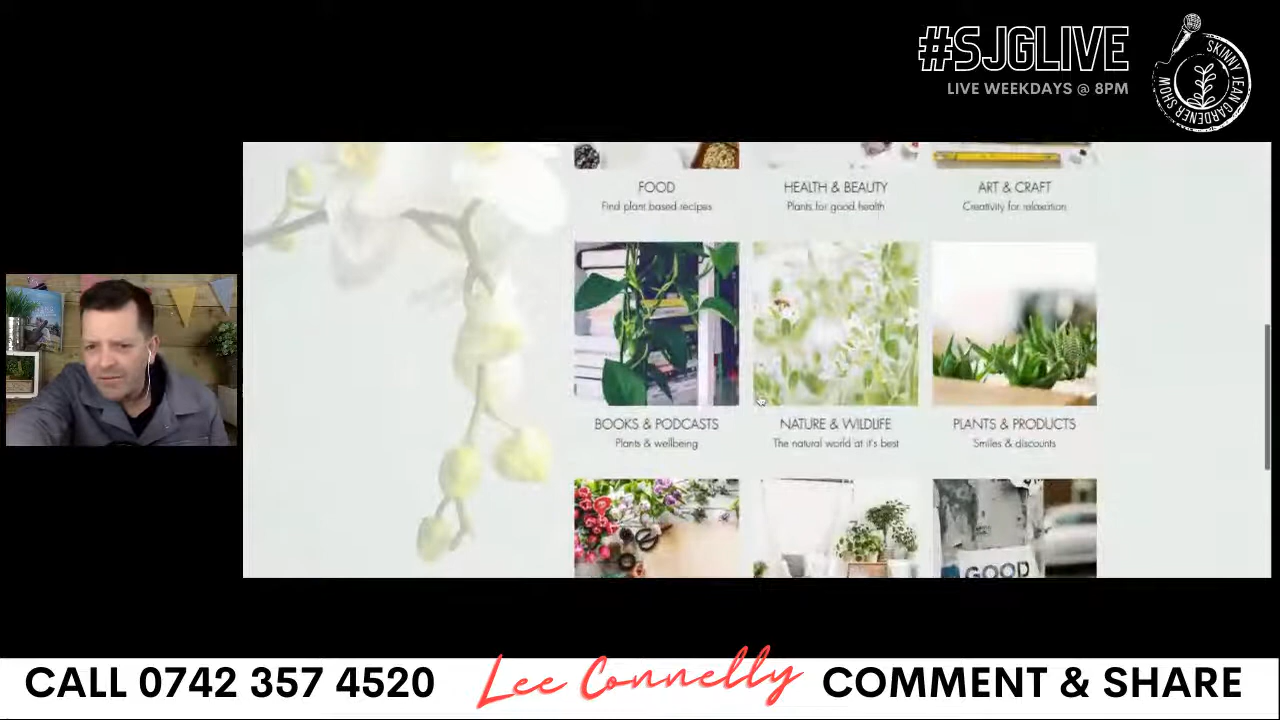 #SJGLIVE
LIVE WEEKDAYS @ 8PM
SKINNY JEAN GARDENER SHOW
FOOD
Find plant based recipes
HEALTH & BEAUTY
Plants for good health
ART & CRAFT
Creativity for relaxation
BOOKS & PODCASTS
Plants & wellbeing
NATURE & WILDLIFE
The natural world at it's best
PLANTS & PRODUCTS
Smiles & discounts
GOOD
CALL 0742 357 4520
Lee Connelly
COMMENT & SHARE